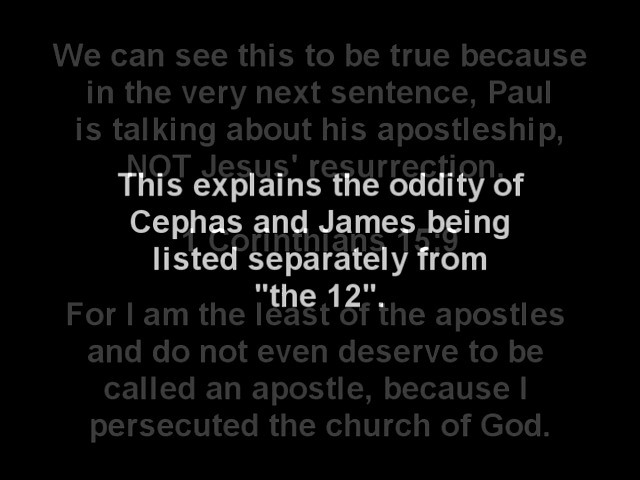 We can see this to be true because
in the very next sentence, Paul
is talking about his apostleship,
NOT Jesus' resurrection.
This explains the oddity of
Cephas and James being
1 Corinthians 15:9
listed separately from
"the 12".
For I am the least of the apostles
and do not even deserve to be
called an apostle, because I
persecuted the church of God.